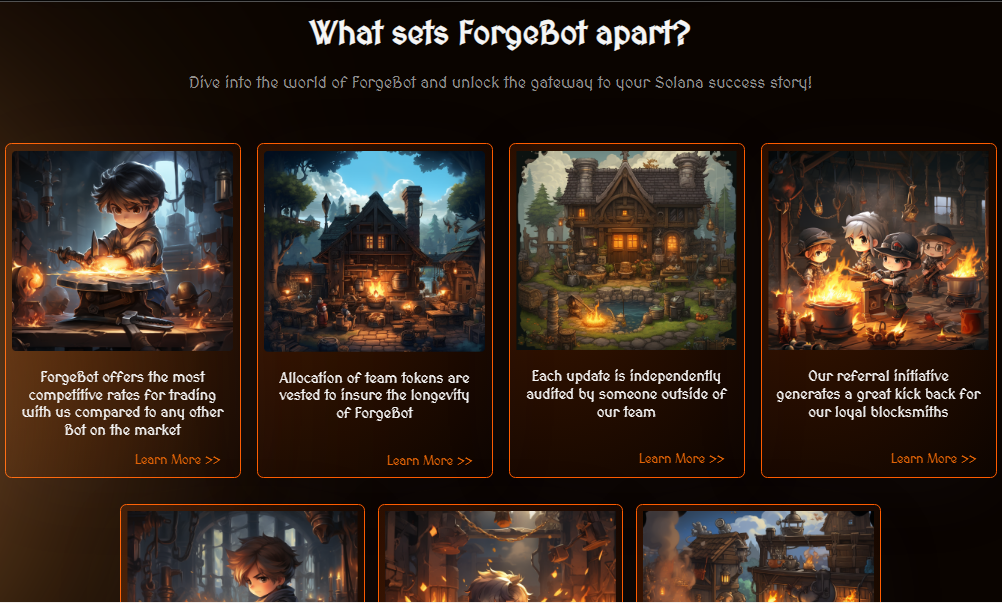 What sets ForgeBot apart?
Dive into the world of ForgeBot and unlock the gateway to your Solana success story!
ForgeBot offers the most
competitive rates for trading
with us compared to any other
Bot on the market
Learn More >>
Allocation of team tokens are
vested to insure the longevity
of ForgeBot
Learn More >>
Each update is independently
audited by someone outside of
our team
Learn More >>
Our referral initiative
generates a great kick back for
our loyal blocksmiths
Learn More >>